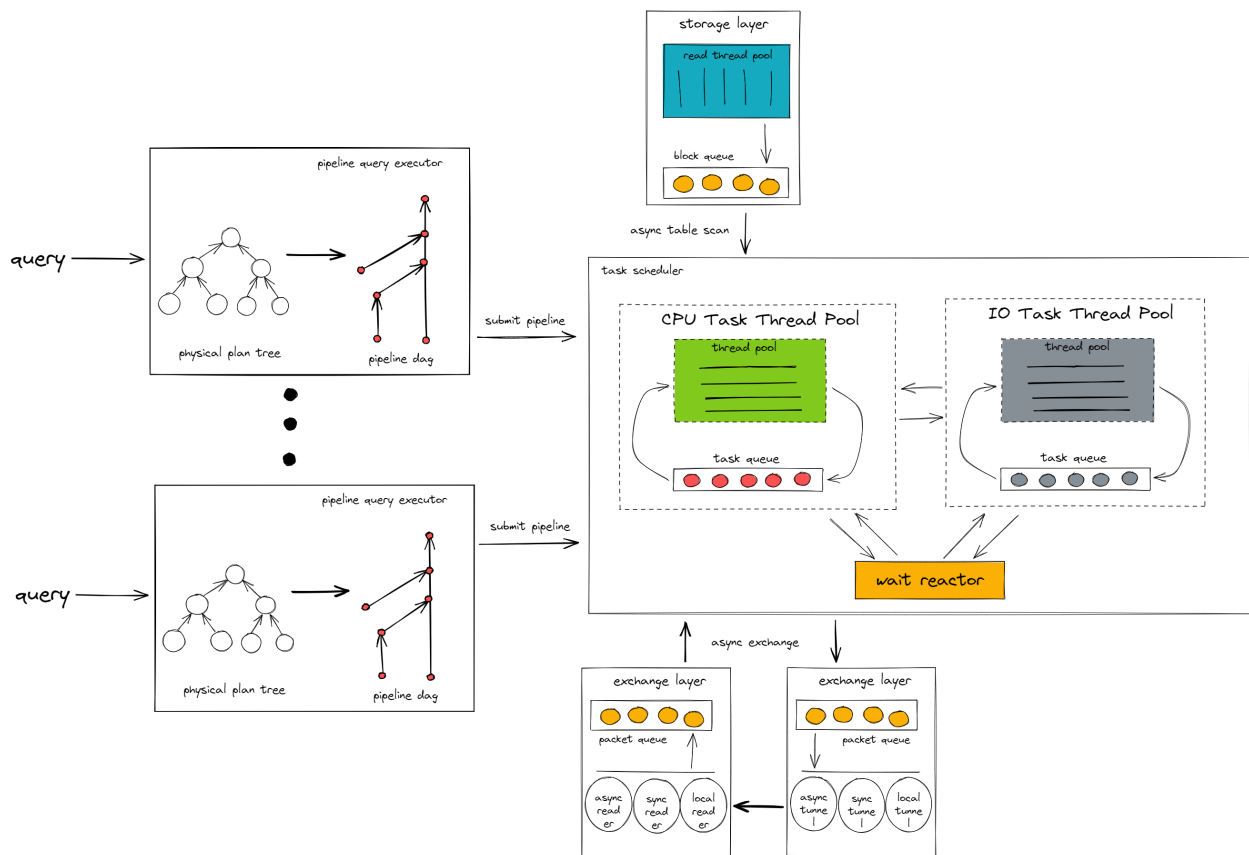 storage layer
read thread pool
block queue
async table scan
pipeline query executor
query
physical plan tree
pipeline dag
submit pipeline
task scheduler
CPU Task Thread Pool
thread pool
task queue
IO Task Thread Pool
thread pool
task queue
wait reactor
pipeline query executor
query
physical plan tree
pipeline dag
submit pipeline
async exchange
exchange layer
packet queue
async
read
er
sync
read
er
local
read
er
exchange layer
packet queue
async
tunne
l
sync
tunne
l
local
tunne
l